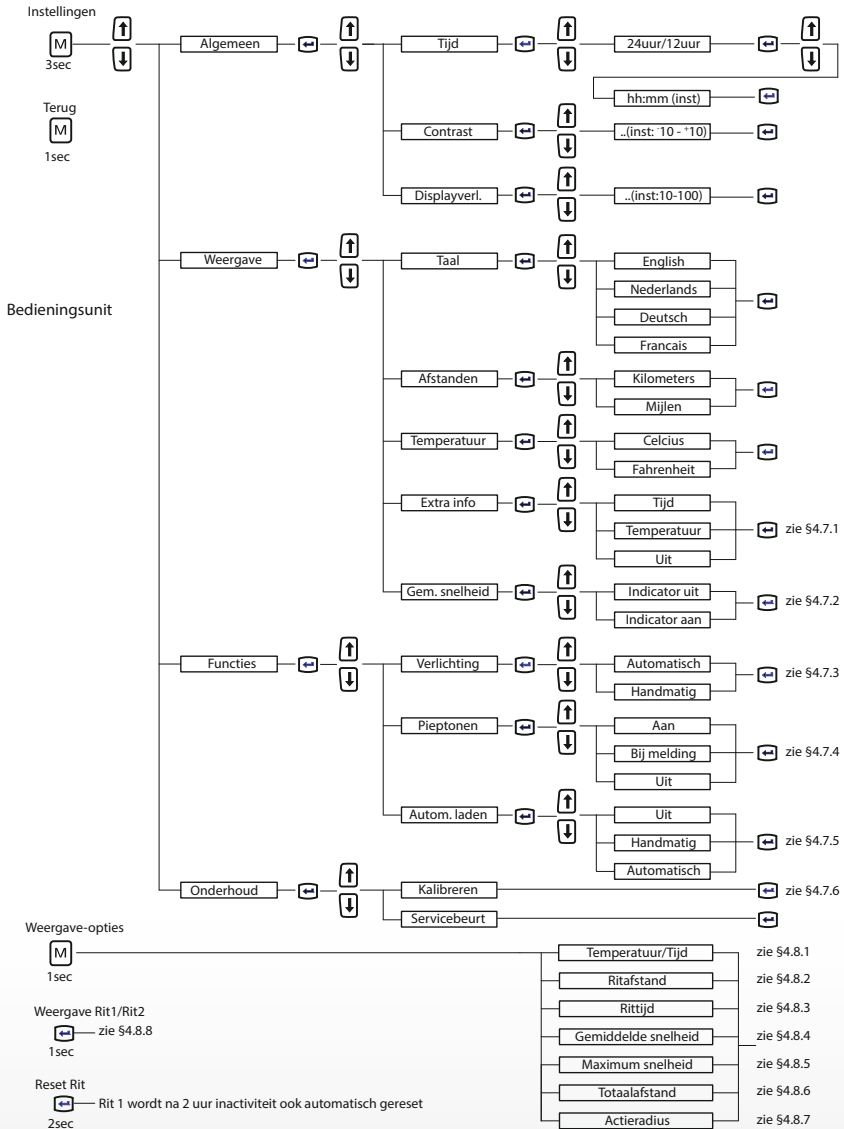 Instellingen
M
3sec
Terug
M
1sec
Algemeen
Tijd
24uur/12uur
hh:mm (inst)
Contrast
..(inst: -10 - +10)
Displayverl.
..(inst:10-100)
Bedieningsunit
Weergave
Taal
English
Nederlands
Deutsch
Francais
Afstanden
Kilometers
Mijlen
Temperatuur
Celcius
Fahrenheit
Extra info
Tijd
Temperatuur
Uit
zie §4.7.1
Gem. snelheid
Indicator uit
Indicator aan
zie §4.7.2
Functies
Verlichting
Automatisch
Handmatig
zie §4.7.3
Pieptonen
Aan
Bij melding
Uit
zie §4.7.4
Autom. laden
Uit
Handmatig
Automatisch
zie §4.7.5
Onderhoud
Kalibreren
zie §4.7.6
Servicebeurt
Weergave-opties
M
1sec
Temperatuur/Tijd zie §4.8.1
Ritafstand zie §4.8.2
Rittijd zie §4.8.3
Gemiddelde snelheid zie §4.8.4
Maximum snelheid zie §4.8.5
Totaalafstand zie §4.8.6
Actieradius zie §4.8.7
Weergave Rit1/Rit2
zie §4.8.8
1sec
Reset Rit
Rit 1 wordt na 2 uur inactiviteit ook automatisch gereset
2sec